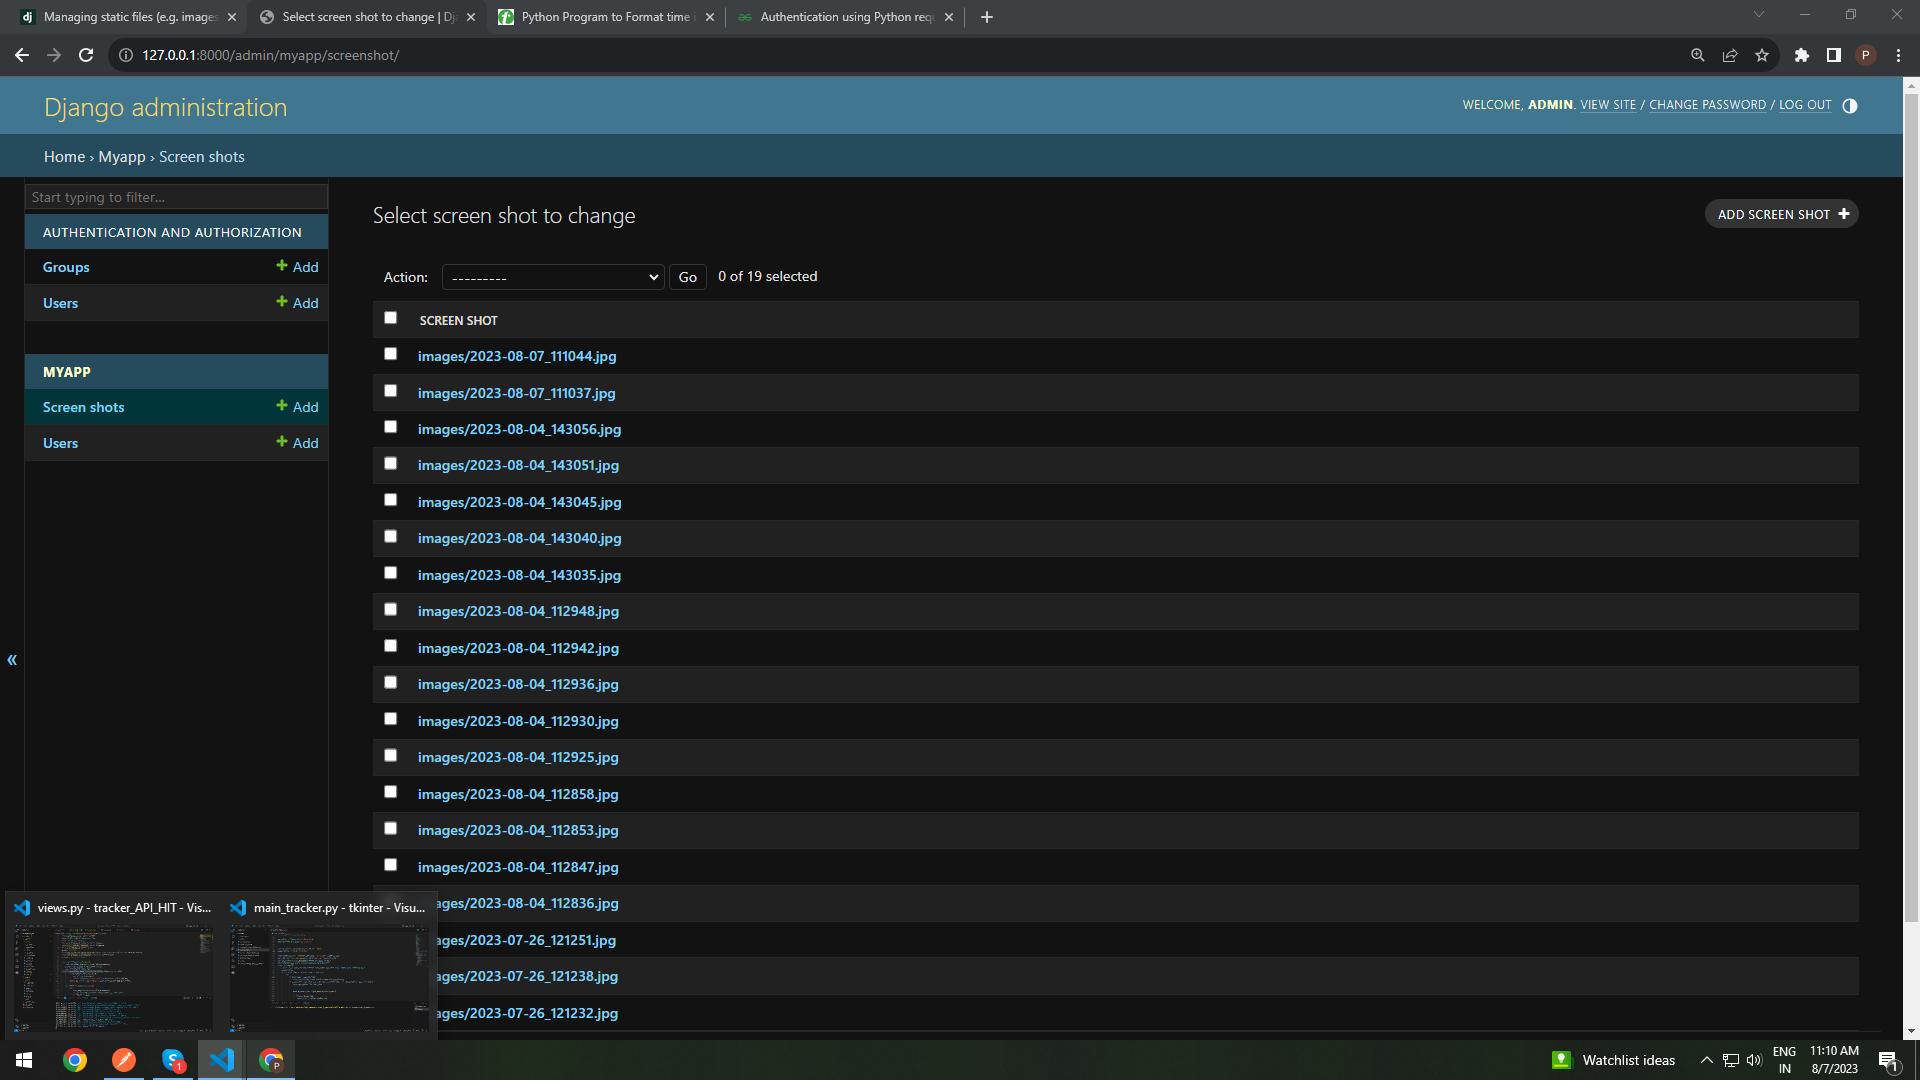 Managing static files (e.g. images
Select screen shot to change | Dj
Python Program to Format time i
Authentication using Python requ
127.0.0.1:8000/admin/myapp/screenshot/
P
Django administration
WELCOME, ADMIN. VIEW SITE / CHANGE PASSWORD / LOG OUT
Home › Myapp › Screen shots
Start typing to filter...
AUTHENTICATION AND AUTHORIZATION
Groups
Add
Users
Add
MYAPP
Screen shots
Add
Users
Add
«
Select screen shot to change
ADD SCREEN SHOT
Action:
---------
Go
0 of 19 selected
SCREEN SHOT
images/2023-08-07_111044.jpg
images/2023-08-07_111037.jpg
images/2023-08-04_143056.jpg
images/2023-08-04_143051.jpg
images/2023-08-04_143045.jpg
images/2023-08-04_143040.jpg
images/2023-08-04_143035.jpg
images/2023-08-04_112948.jpg
images/2023-08-04_112942.jpg
images/2023-08-04_112936.jpg
images/2023-08-04_112930.jpg
images/2023-08-04_112925.jpg
images/2023-08-04_112858.jpg
images/2023-08-04_112853.jpg
images/2023-08-04_112847.jpg
ages/2023-08-04_112836.jpg
ages/2023-07-26_121251.jpg
ages/2023-07-26_121238.jpg
ages/2023-07-26_121232.jpg
views.py - tracker_API_HIT - Vis...
main_tracker.py - tkinter - Visu...
Watchlist ideas
ENG
IN
11:10 AM
8/7/2023